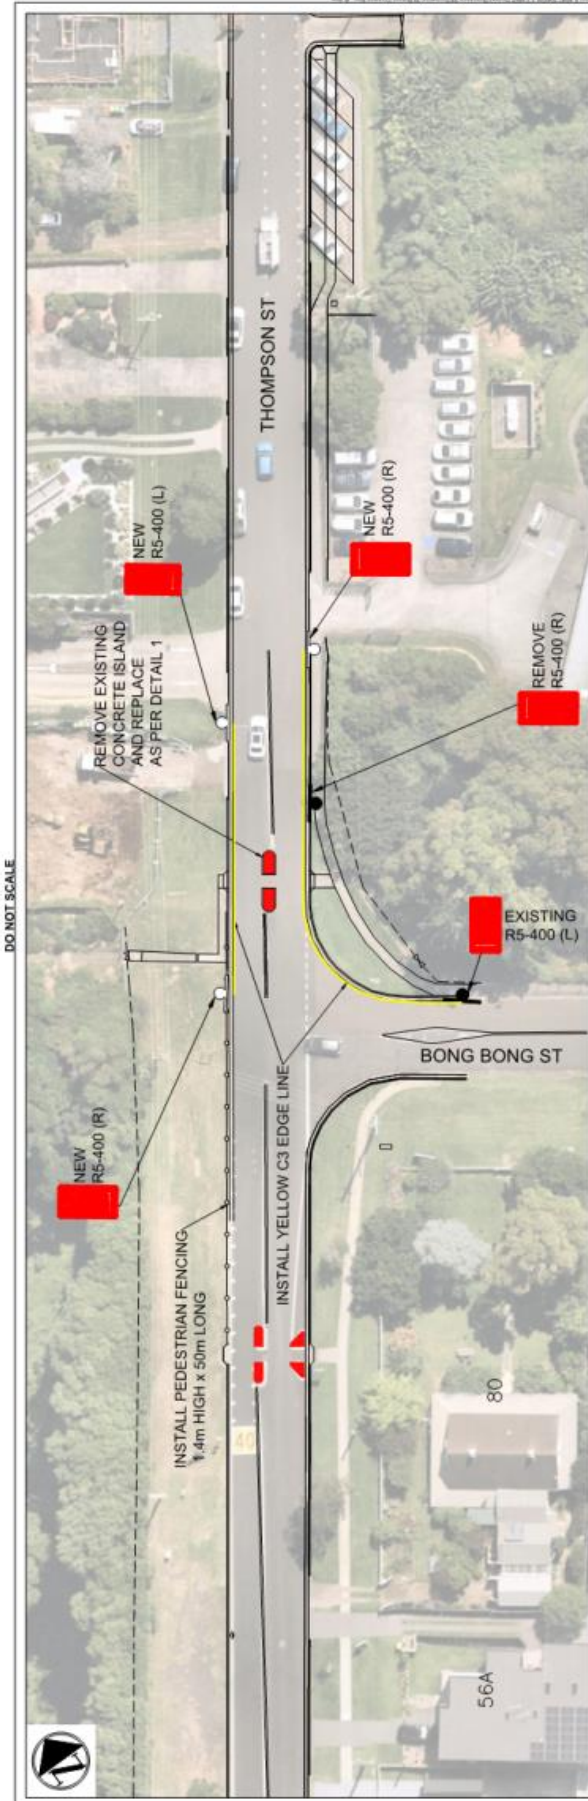 THOMPSON ST
NEW
R5-400 (L)
NEW
R5-400 (R)
REMOVE EXISTING
CONCRETE ISLAND
AND REPLACE
AS PER DETAIL 1
REMOVE
R5-400 (R)
DO NOT SCALE
EXISTING
R5-400 (L)
BONG BONG ST
NEW
R5-400 (R)
INSTALL YELLOW C3 EDGE LINE
INSTALL PEDESTRIAN FENCING
1.4m HIGH x 50m LONG
40
80
56A